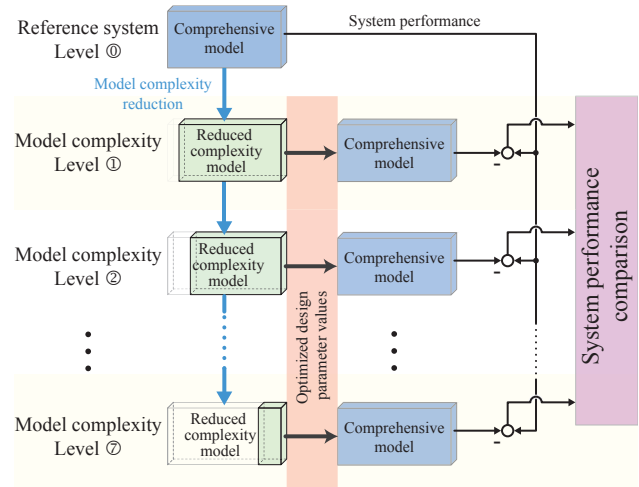 Reference system
Level ⓪
Comprehensive
model
System performance
Model complexity
reduction
Model complexity
Level ①
Reduced
complexity
model
Comprehensive
model
-
Model complexity
Level ②
Reduced
complexity
model
Comprehensive
model
-
Optimized design
parameter values
System performance
comparison
Model complexity
Level ⑦
Reduced
complexity
model
Comprehensive
model
-